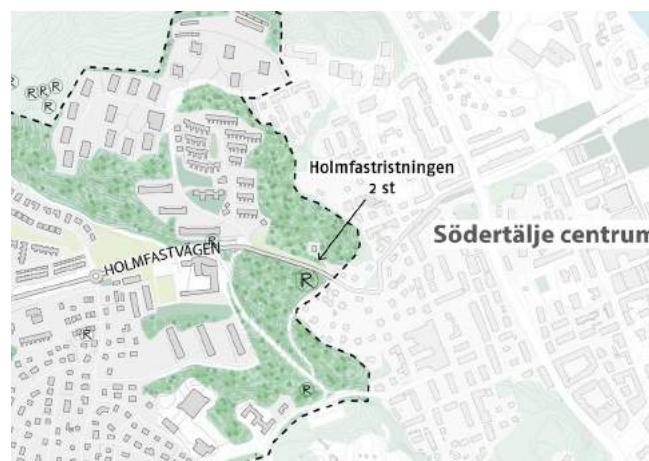 R R R
R
Holmfastristningen
2 st
Södertälje centrum
R
HOLMFASTVÄGEN
R
R
R